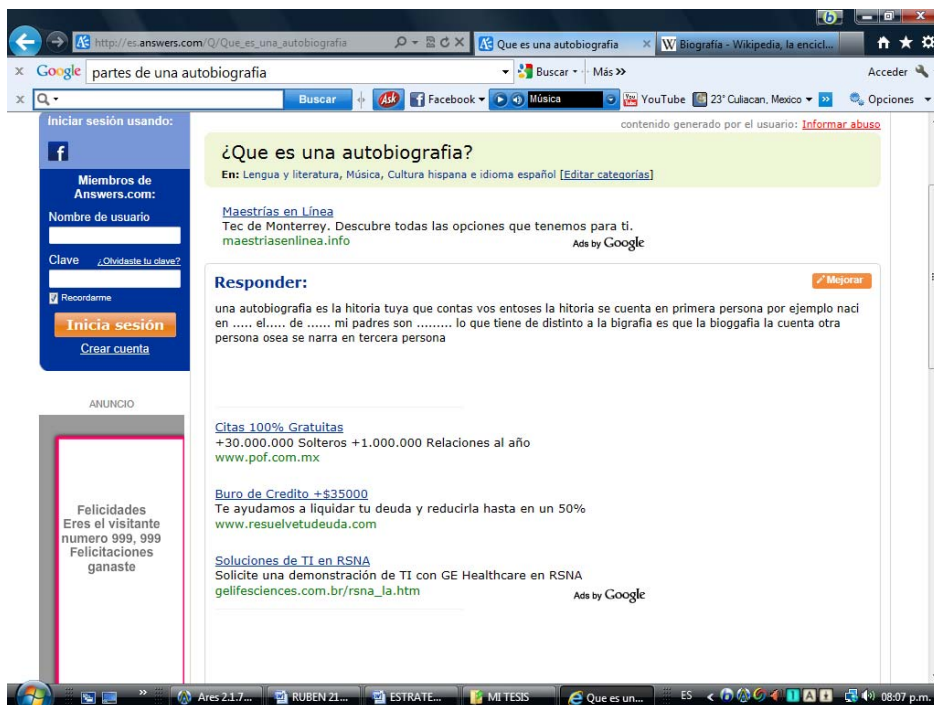 http://es.answers.com/Q/Que_es_una_autobiografia
Que es una autobiografia
Biografía - Wikipedia, la encicl...
Google partes de una autobiografia Buscar Más >> Acceder
Buscar Ask Facebook Música YouTube 23° Culiacan, Mexico Opciones
Iniciar sesión usando:
Miembros de
Answers.com:
Nombre de usuario
Clave ¿Olvidaste tu clave?
Recordarme
Inicia sesión
Crear cuenta
ANUNCIO
Felicidades
Eres el visitante
numero 999, 999
Felicitaciones
ganaste
contenido generado por el usuario: Informar abuso
¿Que es una autobiografia?
En: Lengua y literatura, Música, Cultura hispana e idioma español [Editar categorías]
Maestrías en Línea
Tec de Monterrey. Descubre todas las opciones que tenemos para ti.
maestriasenlinea.info
Ads by Google
Responder:
Mejorar
una autobiografia es la hitoria tuya que contas vos entoses la hitoria se cuenta en primera persona por ejemplo naci
en ..... el..... de ...... mi padres son ......... lo que tiene de distinto a la bigrafia es que la bioggafia la cuenta otra
persona osea se narra en tercera persona
Citas 100% Gratuitas
+30.000.000 Solteros +1.000.000 Relaciones al año
www.pof.com.mx
Buro de Credito +$35000
Te ayudamos a liquidar tu deuda y reducirla hasta en un 50%
www.resuelvetudeuda.com
Soluciones de TI en RSNA
Solicite una demonstración de TI con GE Healthcare en RSNA
gelifesciences.com.br/rsna_la.htm
Ads by Google
Ares 2.1.7... RUBEN 21... ESTRATE... MI TESIS Que es un... ES 08:07 p.m.